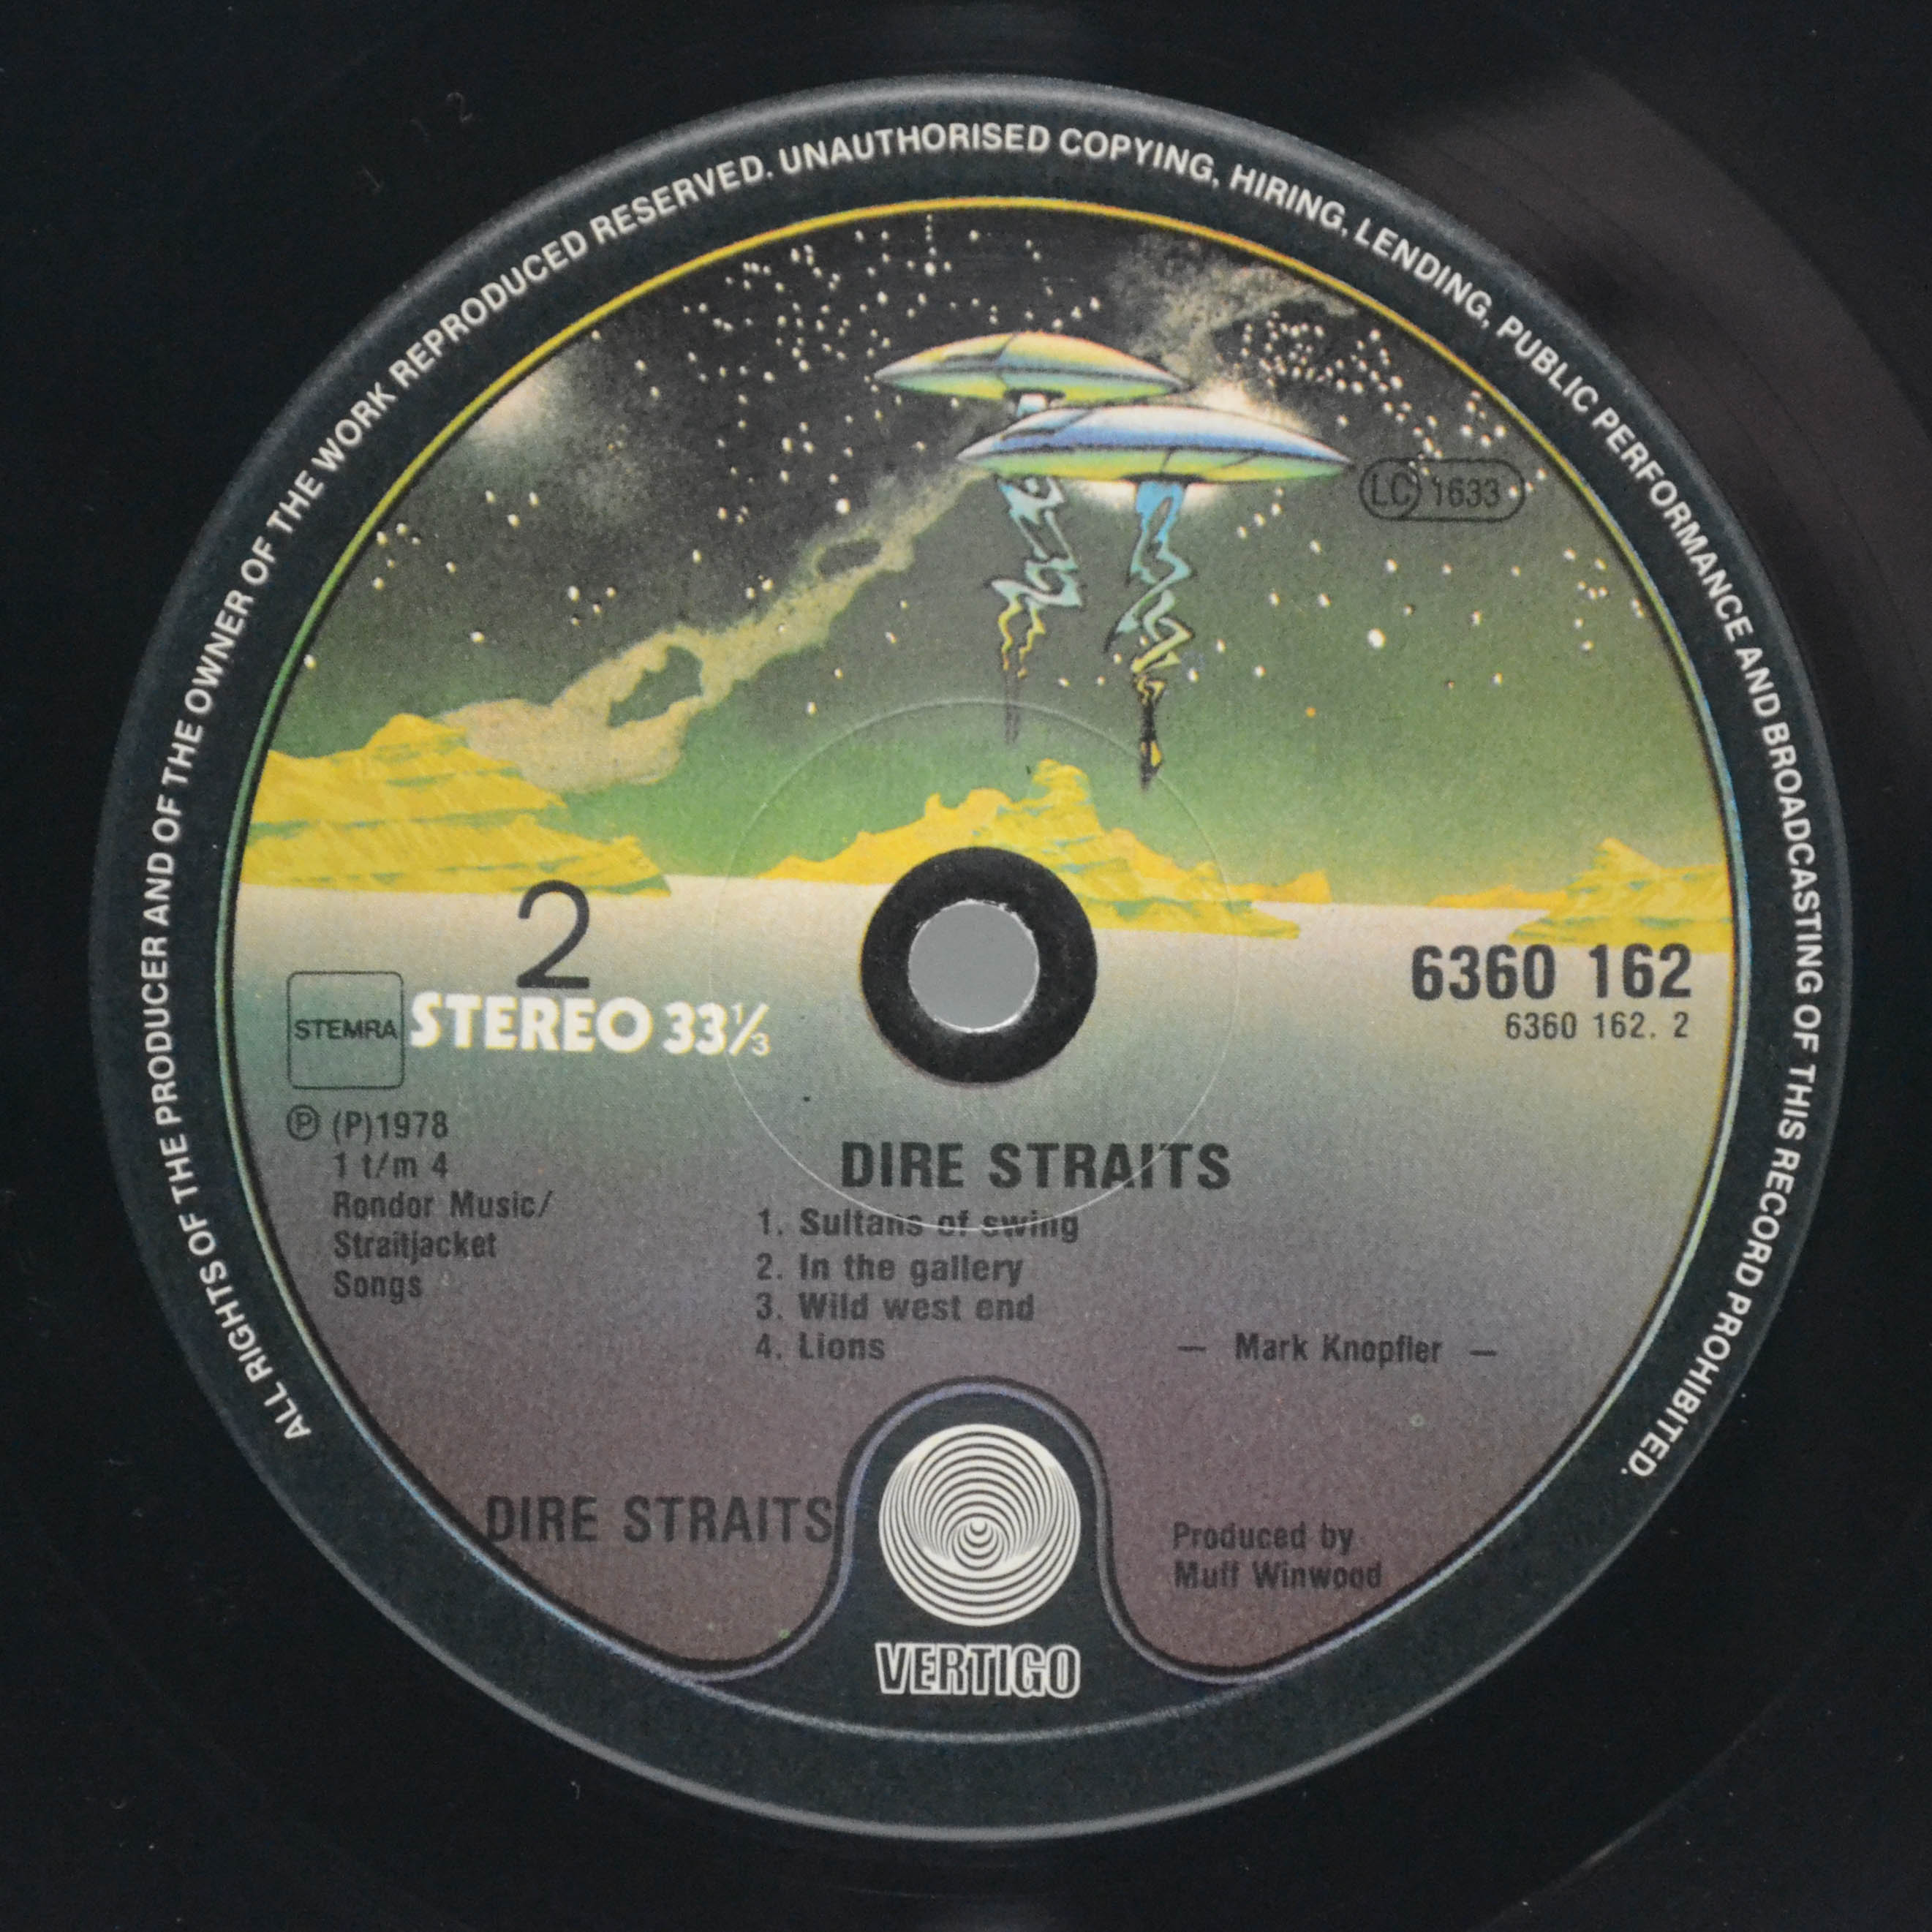 ALL RIGHTS OF THE PRODUCER AND OF THE OWNER OF THE WORK REPRODUCED RESERVED. UNAUTHORISED COPYING, HIRING, LENDING, PUBLIC PERFORMANCE AND BROADCASTING OF THIS RECORD PROHIBITED.
LC 1633
2
STEMRA
STEREO 33⅓
6360 162
6360 162. 2
Ⓟ (P)1978
1 t/m 4
Rondor Music/
Straitjacket
Songs
DIRE STRAITS
1. Sultans of swing
2. In the gallery
3. Wild west end
4. Lions
— Mark Knopfler —
DIRE STRAITS
Produced by
Muff Winwood
VERTIGO